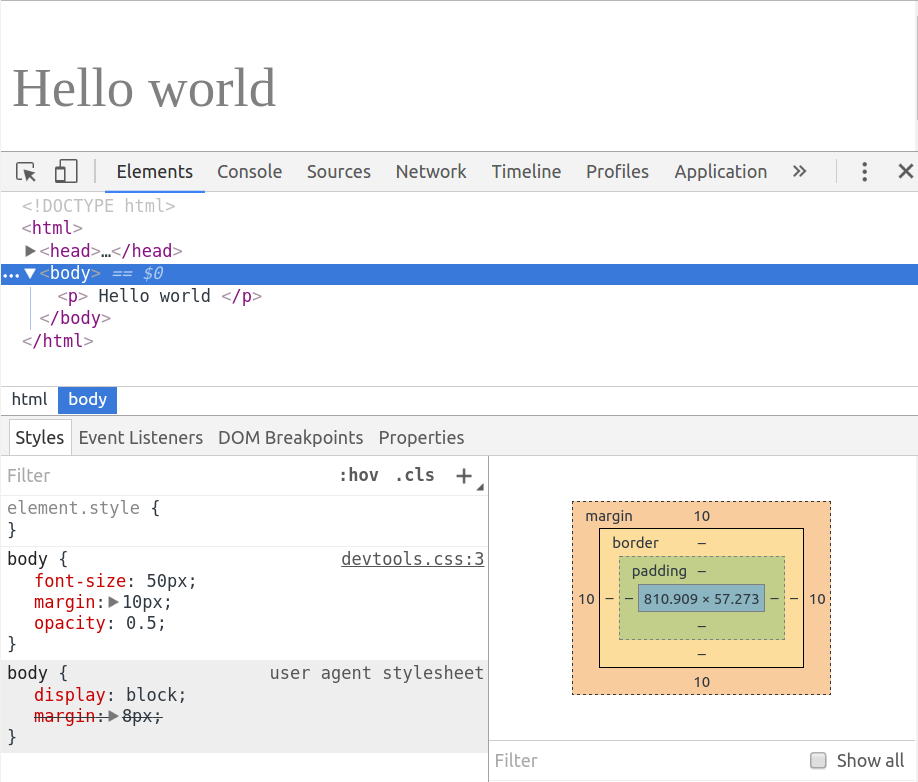 Hello world
Elements Console Sources Network Timeline Profiles Application »
<!DOCTYPE html>
<html>
▶<head>…</head>
…▼<body> == $0
<p> Hello world </p>
</body>
</html>
html body
Styles Event Listeners DOM Breakpoints Properties
Filter :hov .cls +
element.style {
}
body { devtools.css:3
font-size: 50px;
margin:▶10px;
opacity: 0.5;
}
body { user agent stylesheet
display: block;
margin:▶8px;
}
margin 10
border –
padding –
10 – – 810.909 × 57.273 – – 10
–
–
10
Filter Show all